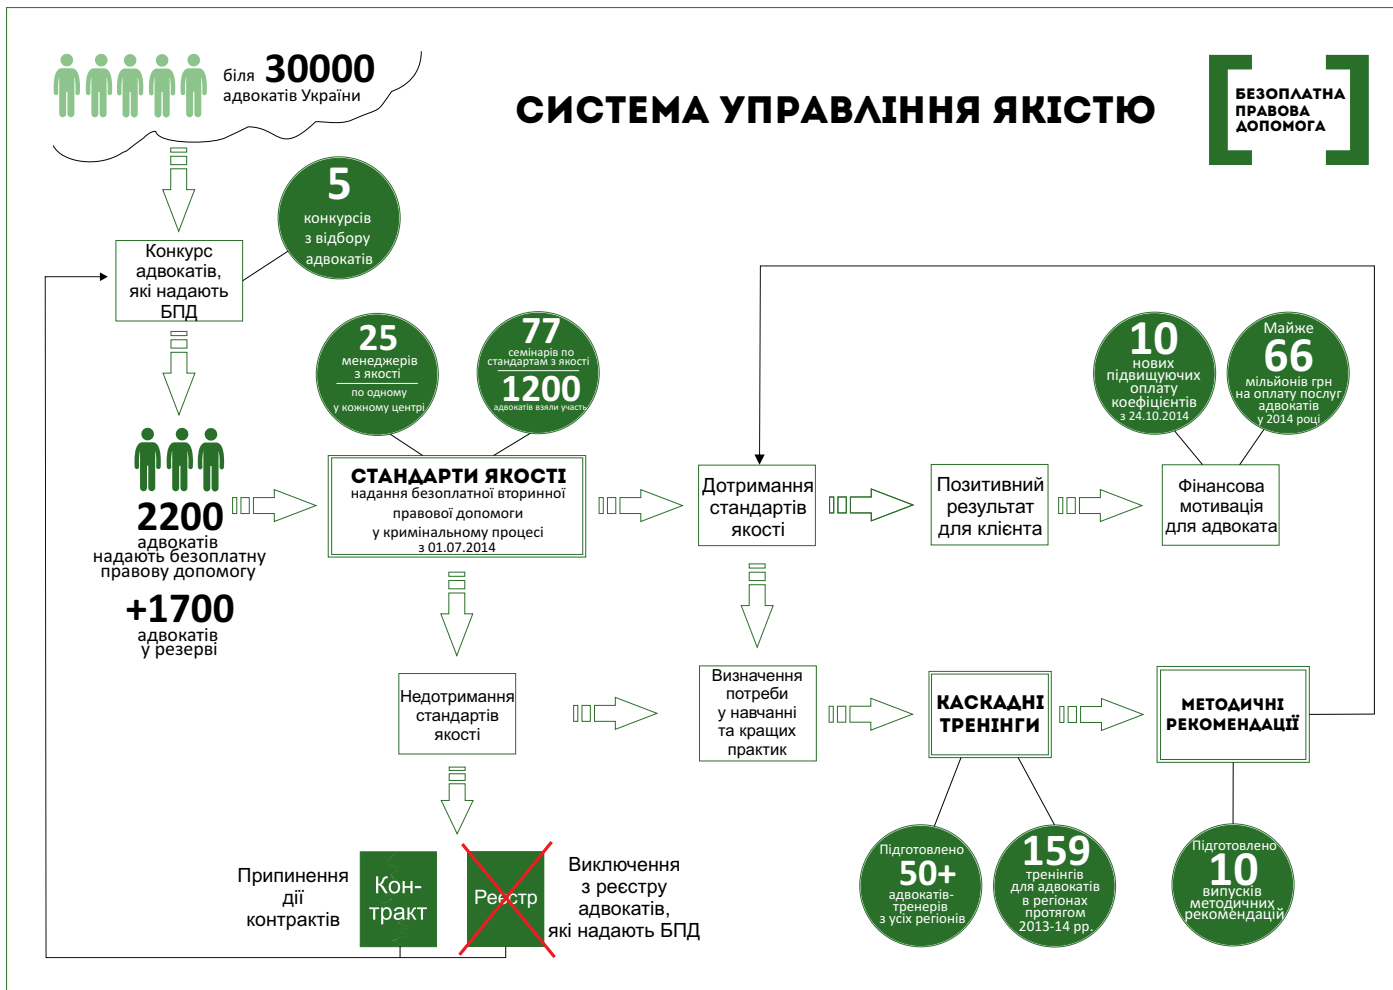 біля 30000
адвокатів України
СИСТЕМА УПРАВЛІННЯ ЯКІСТЮ
БЕЗОПЛАТНА
ПРАВОВА
ДОПОМОГА
5
конкурсів
з відбору
адвокатів
Конкурс
адвокатів,
які надають
БПД
25
менеджерів
з якості
по одному
у кожному центрі
77
семінарів по
стандартам з якості
1200
адвокатів взяли участь
10
нових
підвищуючих
оплату
коефіцієнтів
з 24.10.2014
Майже
66
мільйонів грн
на оплату послуг
адвокатів
у 2014 році
2200
адвокатів
надають безоплатну
правову допомогу
+1700
адвокатів
у резерві
СТАНДАРТИ ЯКОСТІ
надання безоплатної вторинної
правової допомоги
у кримінальному процесі
з 01.07.2014
Дотримання
стандартів
якості
Позитивний
результат
для клієнта
Фінансова
мотивація
для адвоката
Недотримання
стандартів
якості
Визначення
потреби
у навчанні
та кращих
практик
КАСКАДНІ
ТРЕНІНГИ
МЕТОДИЧНІ
РЕКОМЕНДАЦІЇ
Припинення
дії
контрактів
Кон-
тракт
Реєстр
Виключення
з реєстру
адвокатів,
які надають БПД
Підготовлено
50+
адвокатів-
тренерів
з усіх регіонів
159
тренінгів
для адвокатів
в регіонах
протягом
2013-14 рр.
Підготовлено
10
випусків
методичних
рекомендацій